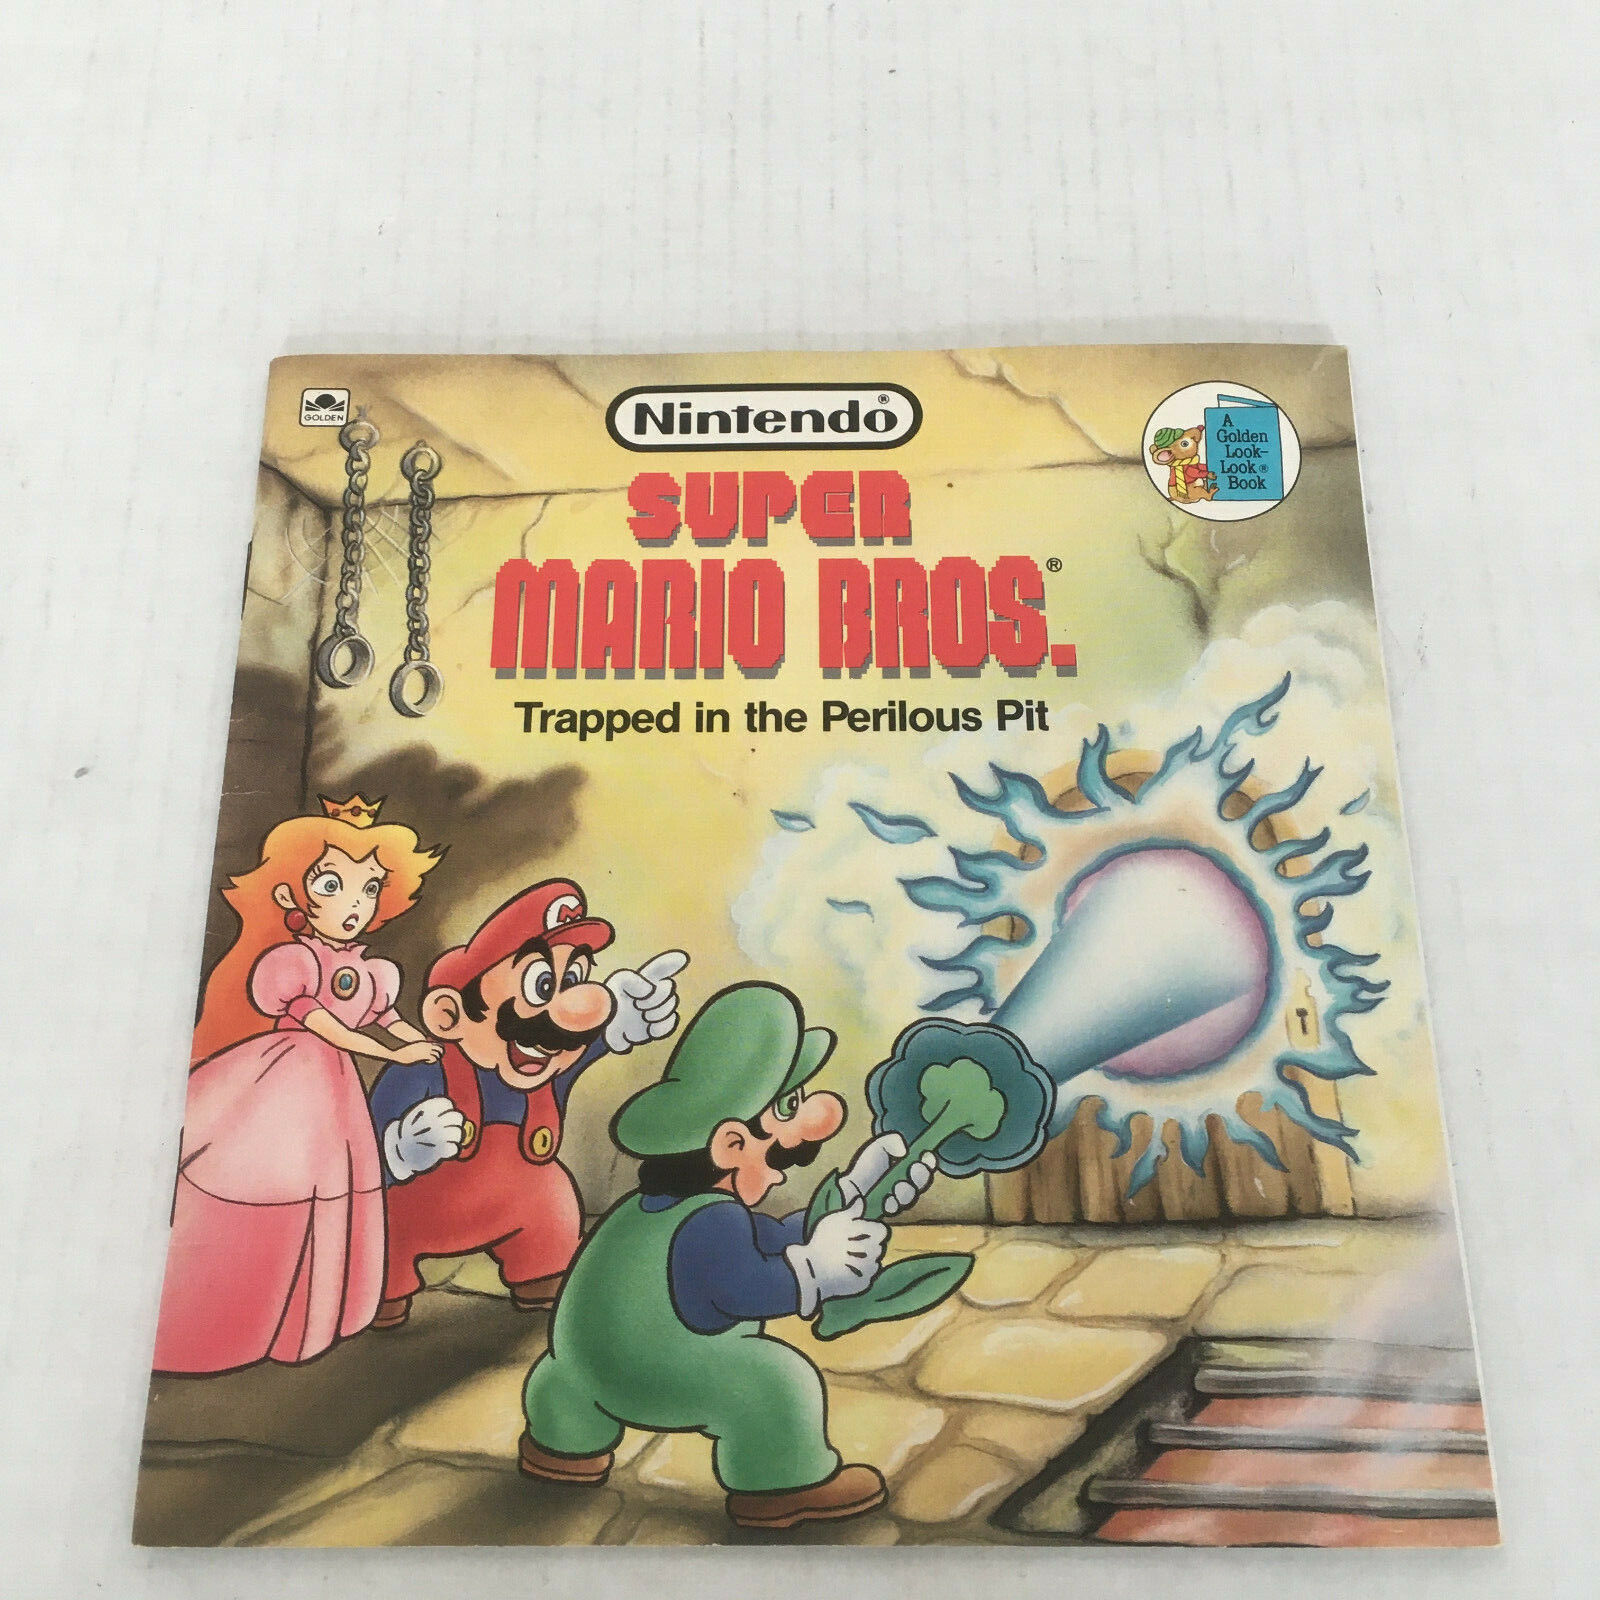 GOLDEN
Nintendo®
SUPER
MARIO BROS.®
Trapped in the Perilous Pit
A
Golden
Look-
Look®
Book
M